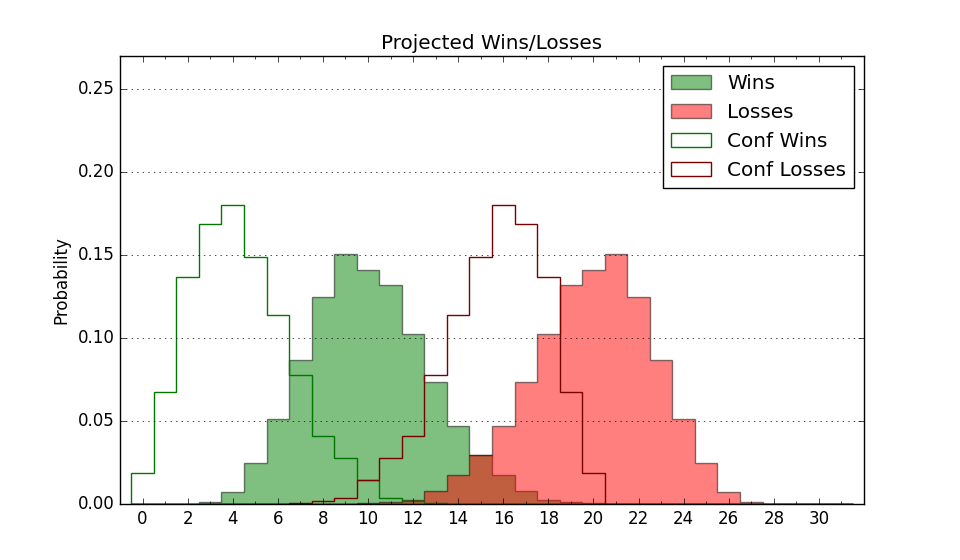 Projected Wins/Losses
Wins
Losses
Conf Wins
Conf Losses
Probability
0.25
0.20
0.15
0.10
0.05
0.00
0 2 4 6 8 10 12 14 16 18 20 22 24 26 28 30